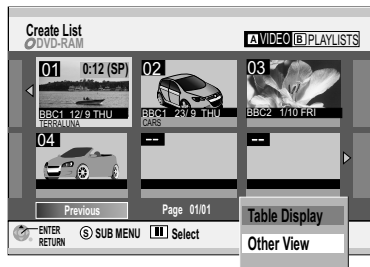 Create List
DVD-RAM
A VIDEO B PLAYLISTS
01 0:12 (SP)
BBC1 12/ 9 THU
TERRALUNA
02
BBC1 23/ 9 THU
CARS
03
BBC2 1/10 FRI
04
--
--
Previous
Page 01/01
Table Display
Other View
ENTER
RETURN
S SUB MENU
Select